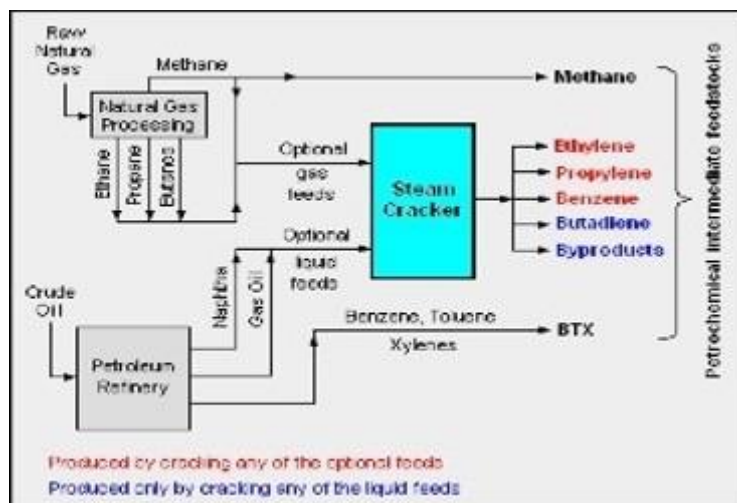 Raw
Natural
Gas
Methane
Methane
Natural Gas
Processing
Ethane
Propane
Butanes
Optional
gas
feeds
Steam
Cracker
Ethylene
Propylene
Benzene
Butadiene
Byproducts
Optional
liquid
feeds
Naphtha
Gas Oil
Crude
Oil
Petroleum
Refinery
Benzene, Toluene
Xylenes
BTX
Petrochemical intermediate feedstocks
Produced by cracking any of the optional feeds
Produced only by cracking any of the liquid feeds